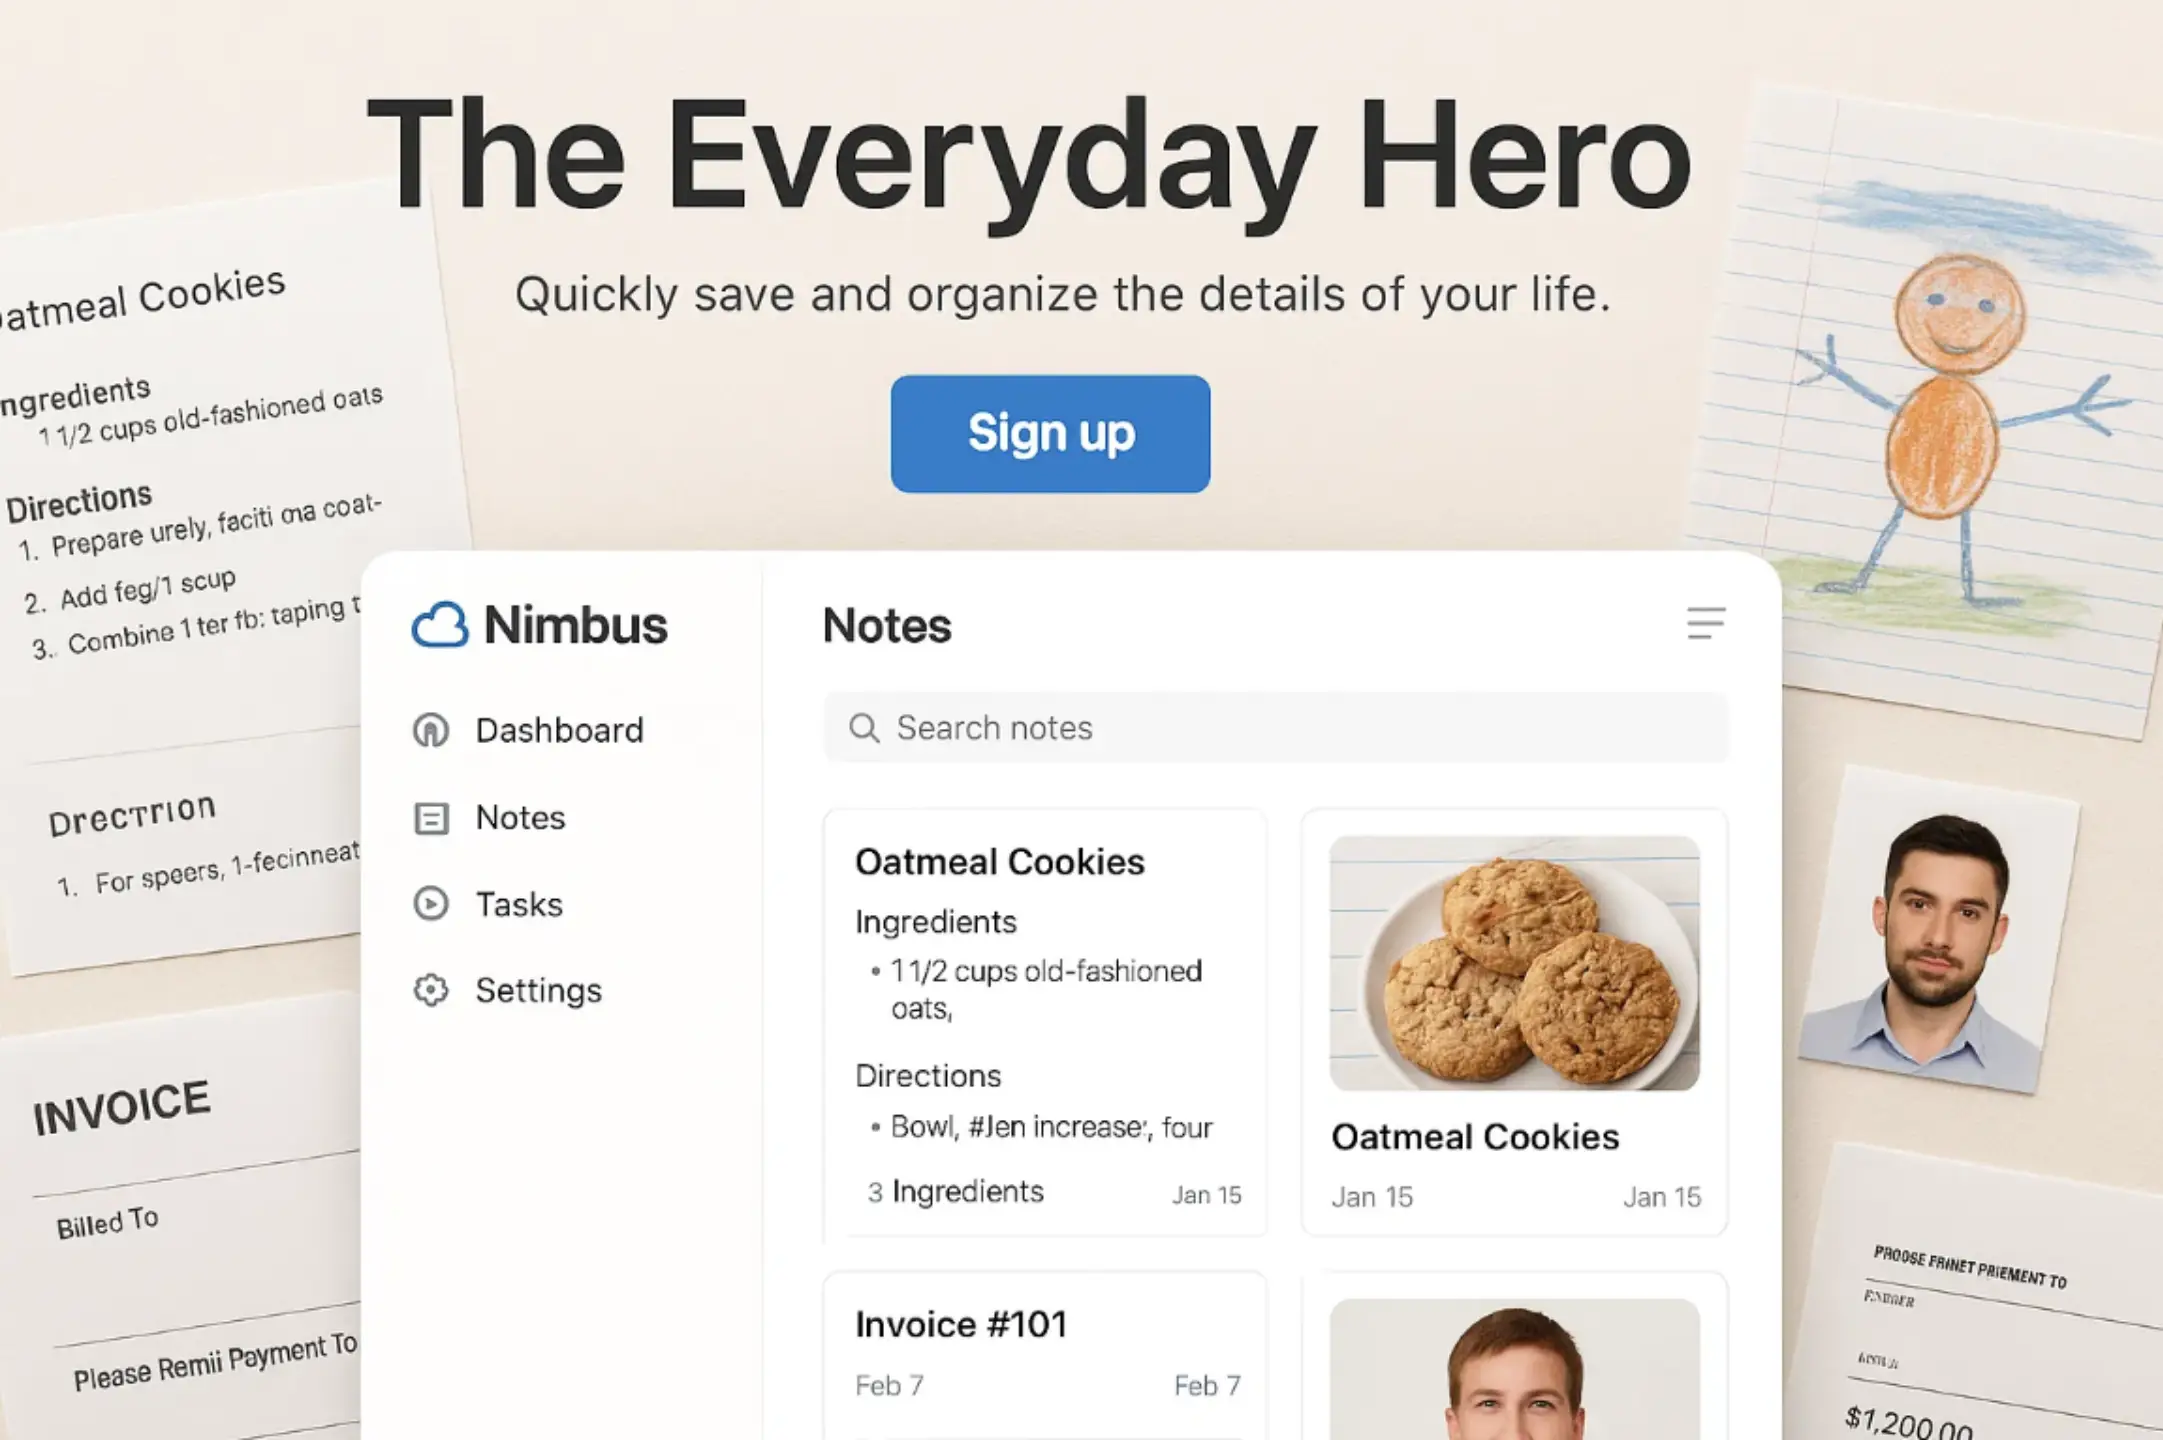 The Everyday Hero
Quickly save and organize the details of your life.
Sign up
atmeal Cookies
ngredients
1 1/2 cups old-fashioned oats
Directions
1. Prepare urely, faciti ona coat-
2. Add feg/1 scup
3. Combine 1 ter fb: taping t
Drectrion
1. For speers, 1-fecinneat
INVOICE
Billed To
Please Remii Payment To
Nimbus
Dashboard
Notes
Tasks
Settings
Notes
Search notes
Oatmeal Cookies
Ingredients
• 1 1/2 cups old-fashioned
oats,
Directions
• Bowl, #Jen increase:, four
3 Ingredients
Jan 15
Oatmeal Cookies
Jan 15
Jan 15
Invoice #101
Feb 7
Feb 7
PROOSE FRINET PRIEMENT TO
$1,200.00